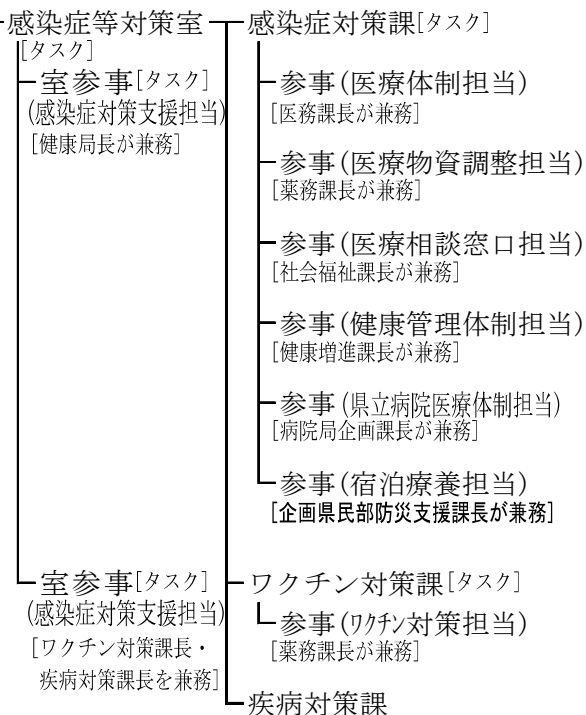 感染症等対策室
[タスク]
室参事[タスク]
(感染症対策支援担当)
[健康局長が兼務]
室参事[タスク]
(感染症対策支援担当)
[ワクチン対策課長・
疾病対策課長を兼務]
感染症対策課[タスク]
参事(医療体制担当)
[医務課長が兼務]
参事(医療物資調整担当)
[薬務課長が兼務]
参事(医療相談窓口担当)
[社会福祉課長が兼務]
参事(健康管理体制担当)
[健康増進課長が兼務]
参事(県立病院医療体制担当)
[病院局企画課長が兼務]
参事(宿泊療養担当)
[企画県民部防災支援課長が兼務]
ワクチン対策課[タスク]
参事(ワクチン対策担当)
[薬務課長が兼務]
疾病対策課